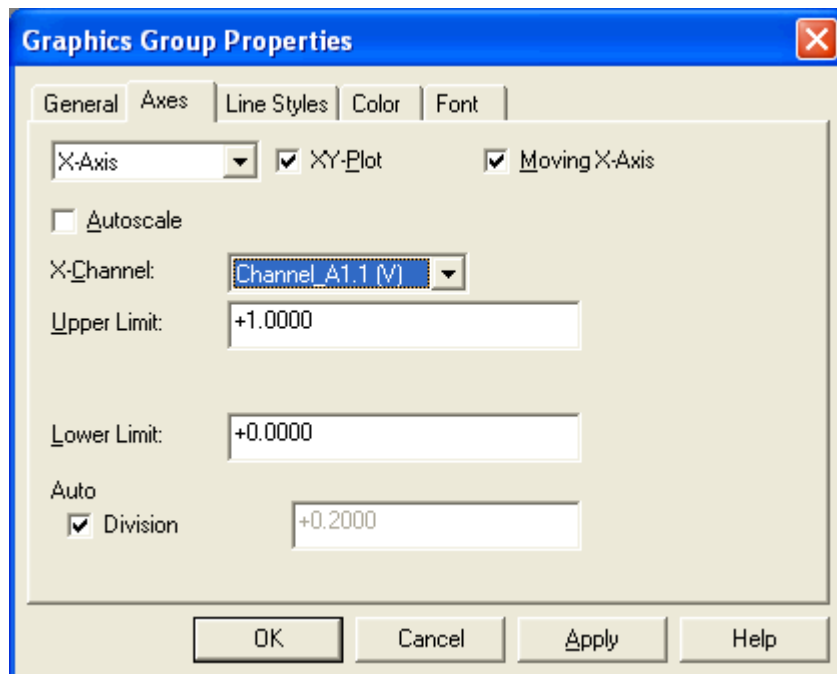 Graphics Group Properties
General Axes Line Styles Color Font
X-Axis XY-Plot Moving X-Axis
Autoscale
X-Channel: Channel_A1.1 (V)
Upper Limit: +1.0000
Lower Limit: +0.0000
Auto
Division +0.2000
OK Cancel Apply Help